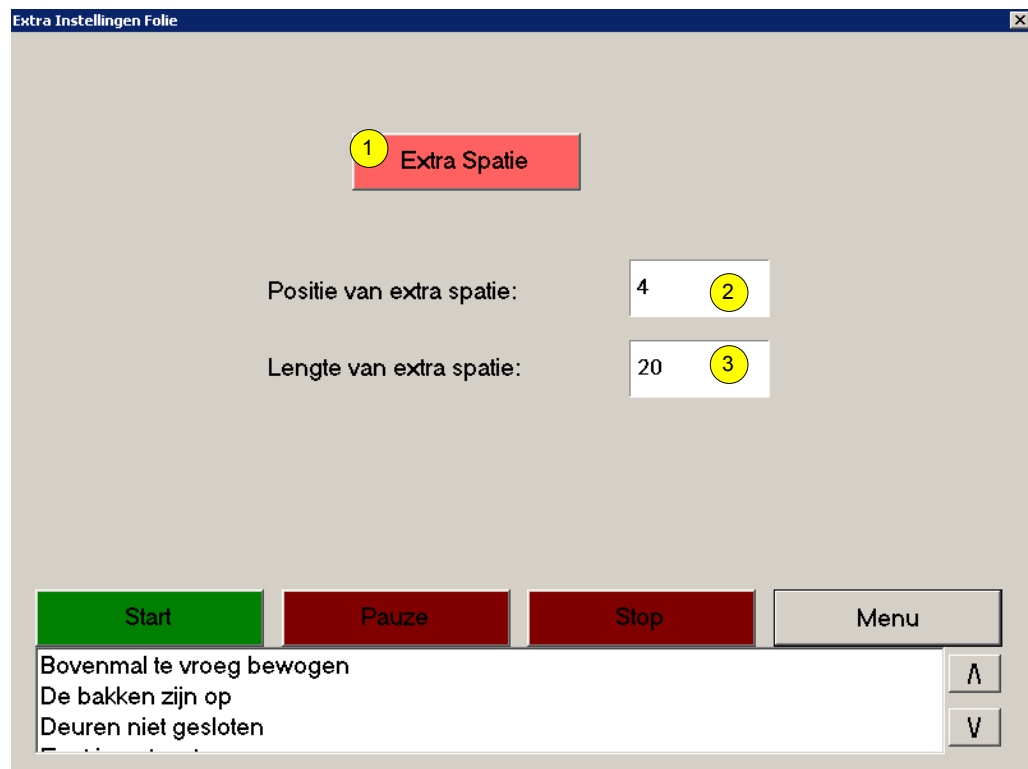 Extra Instellingen Folie
1
Extra Spatie
Positie van extra spatie:
4
2
Lengte van extra spatie:
20
3
Start
Pauze
Stop
Menu
Bovenmal te vroeg bewogen
De bakken zijn op
Deuren niet gesloten